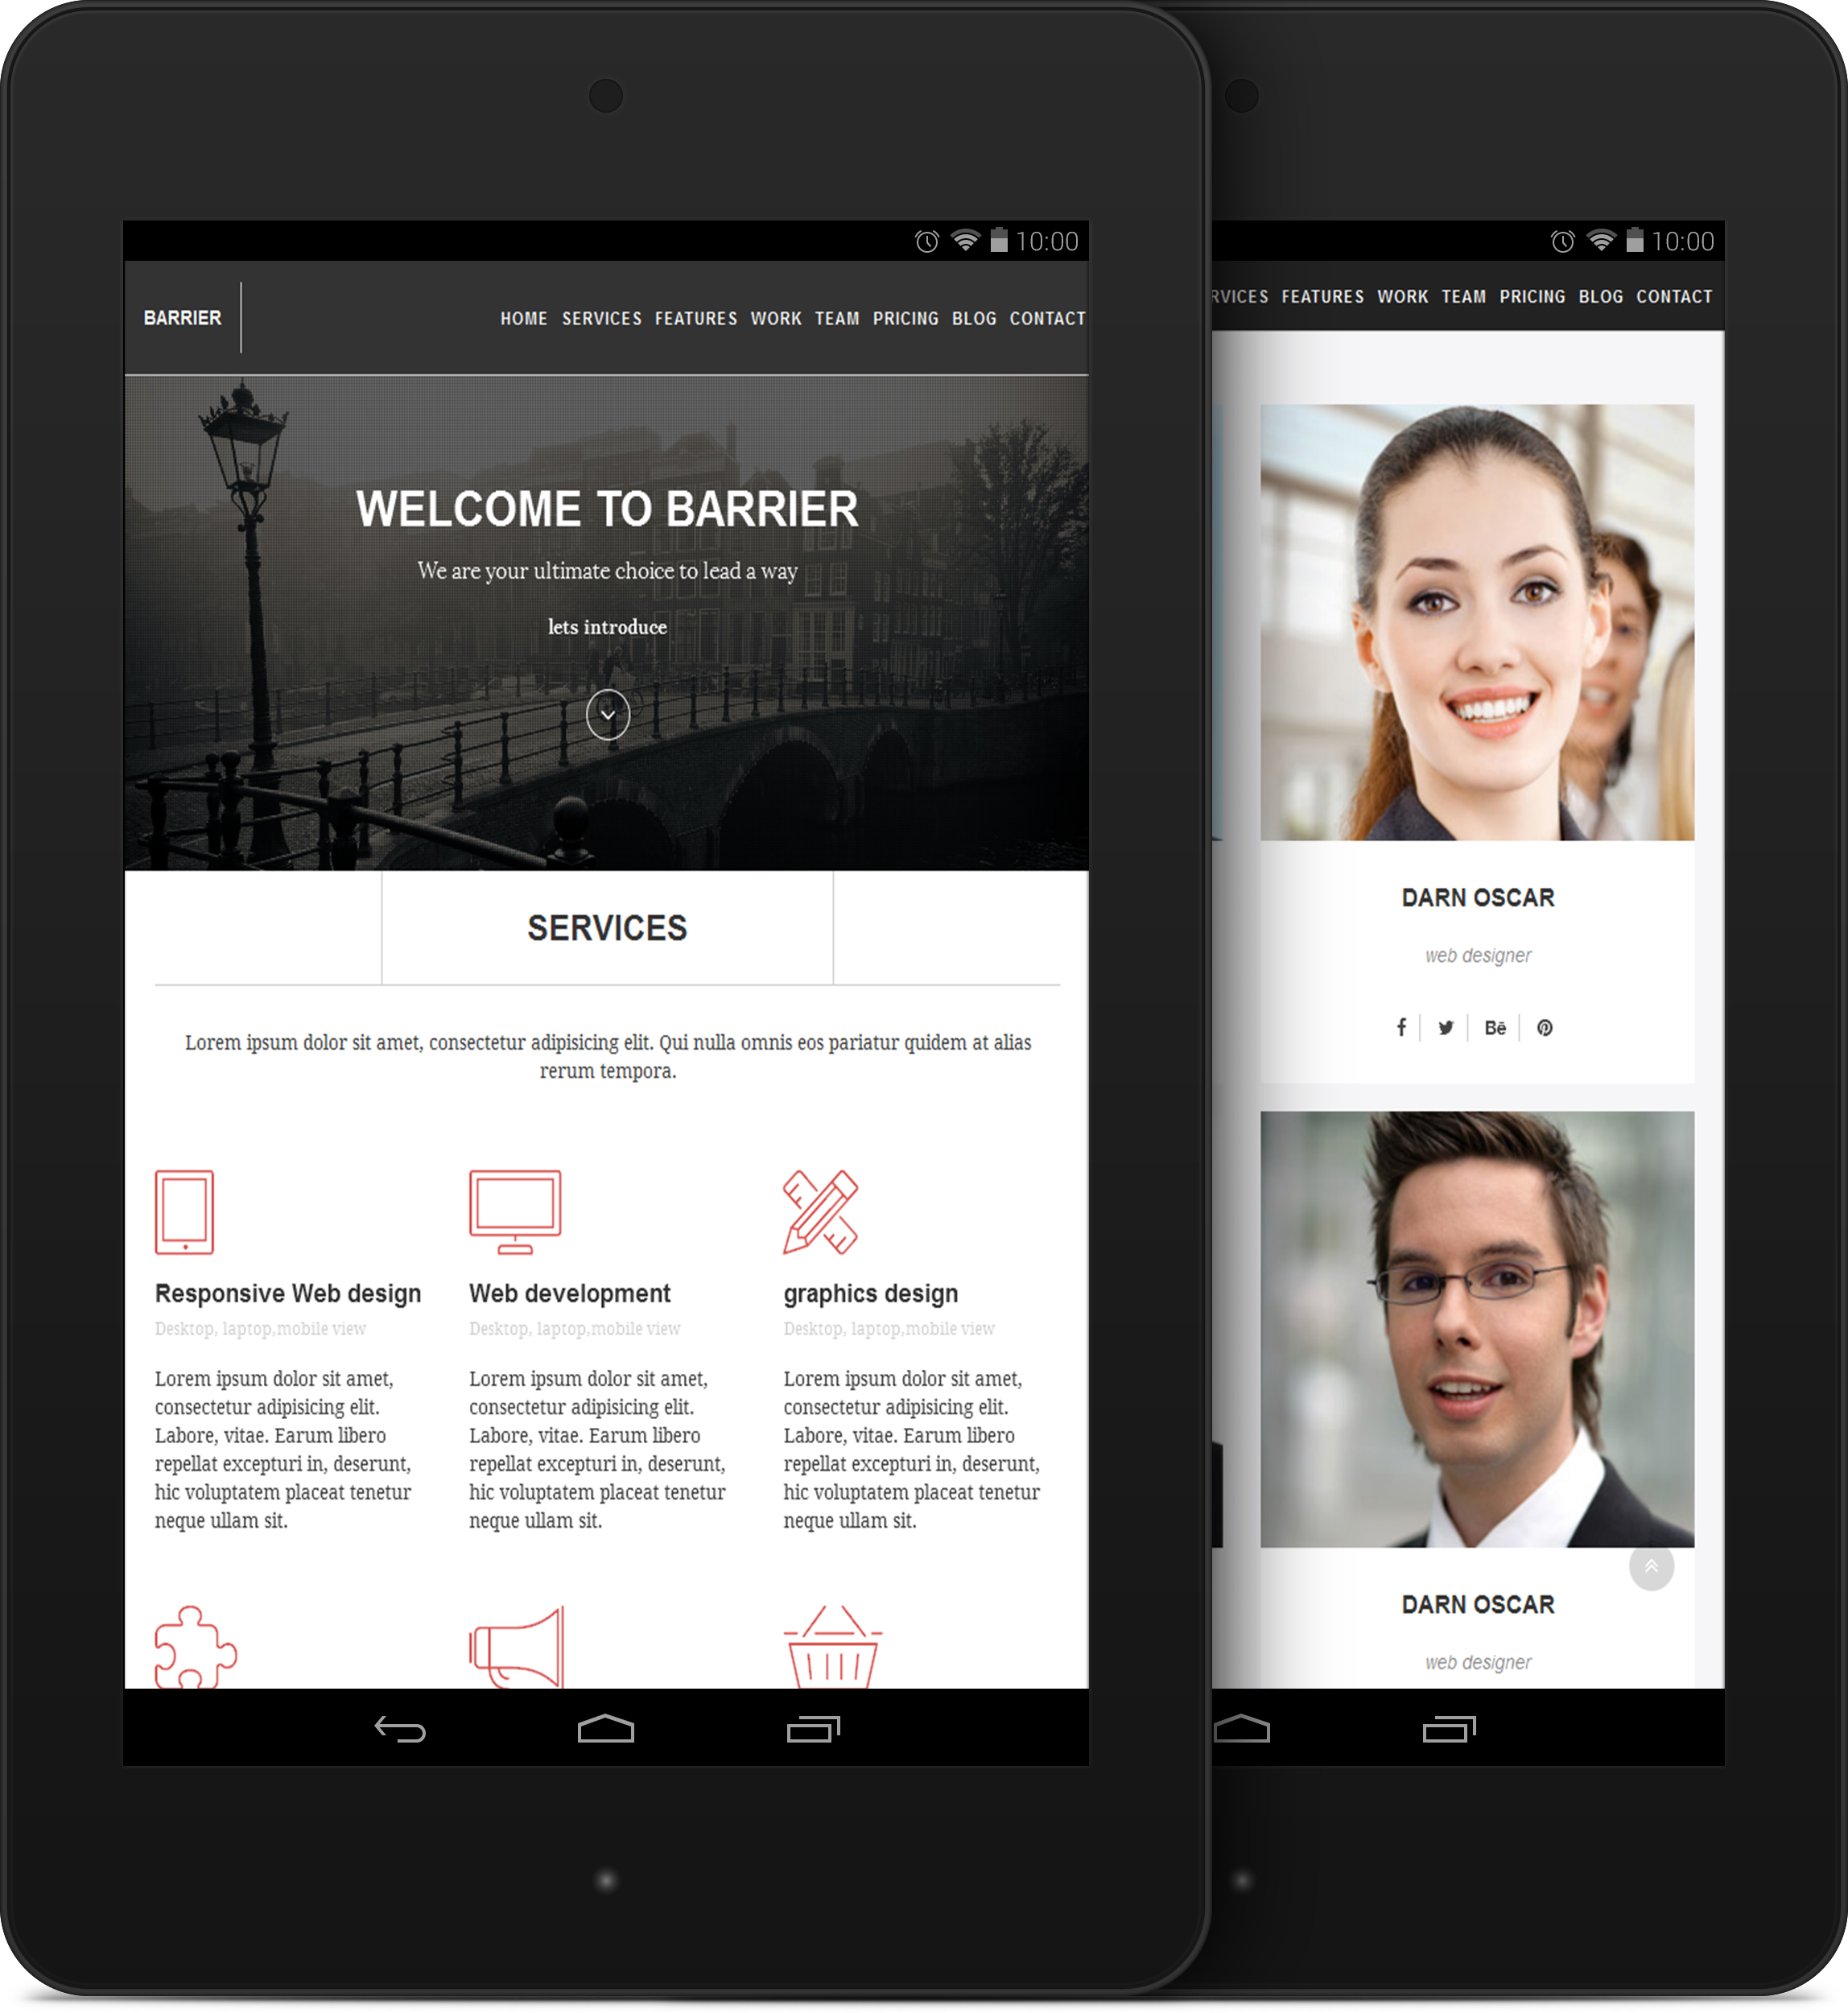 10:00
BARRIER
HOME SERVICES FEATURES WORK TEAM PRICING BLOG CONTACT
WELCOME TO BARRIER
We are your ultimate choice to lead a way
lets introduce
SERVICES
Lorem ipsum dolor sit amet, consectetur adipisicing elit. Qui nulla omnis eos pariatur quidem at alias
rerum tempora.
Responsive Web design
Desktop, laptop,mobile view
Lorem ipsum dolor sit amet,
consectetur adipisicing elit.
Labore, vitae. Earum libero
repellat excepturi in, deserunt,
hic voluptatem placeat tenetur
neque ullam sit.
Web development
Desktop, laptop,mobile view
Lorem ipsum dolor sit amet,
consectetur adipisicing elit.
Labore, vitae. Earum libero
repellat excepturi in, deserunt,
hic voluptatem placeat tenetur
neque ullam sit.
graphics design
Desktop, laptop,mobile view
Lorem ipsum dolor sit amet,
consectetur adipisicing elit.
Labore, vitae. Earum libero
repellat excepturi in, deserunt,
hic voluptatem placeat tenetur
neque ullam sit.
10:00
RVICES FEATURES WORK TEAM PRICING BLOG CONTACT
DARN OSCAR
web designer
Bē
DARN OSCAR
web designer